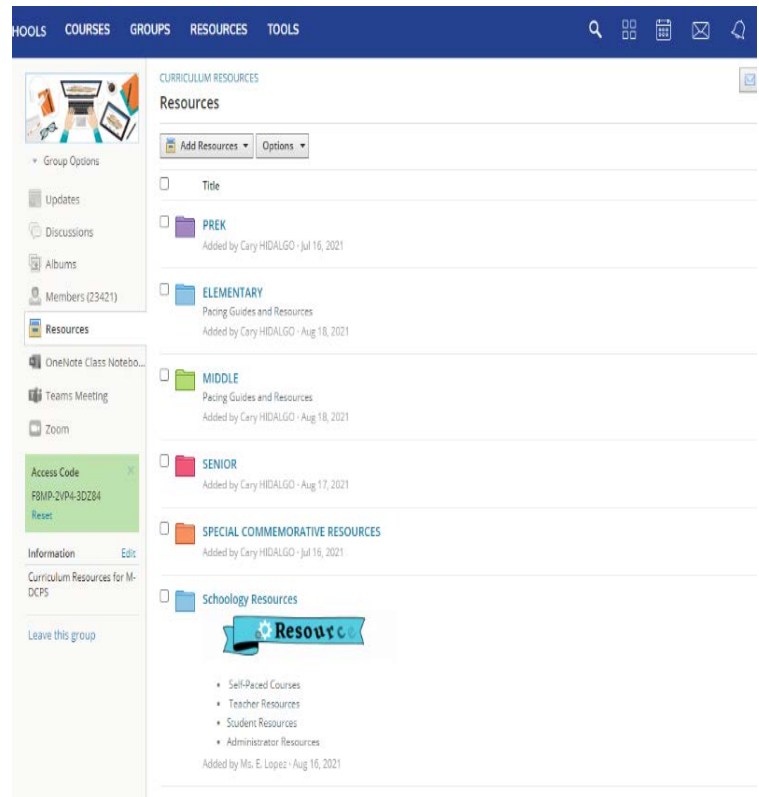 HOOLS COURSES GROUPS RESOURCES TOOLS
Group Options
Updates
Discussions
Albums
Members (23421)
Resources
OneNote Class Notebo...
Teams Meeting
Zoom
Access Code
F8MP-2VP4-3DZ84
Reset
Information Edit
Curriculum Resources for M-
DCPS
Leave this group
CURRICULUM RESOURCES
Resources
Add Resources Options
Title
PREK
Added by Cary HIDALGO · Jul 16, 2021
ELEMENTARY
Pacing Guides and Resources
Added by Cary HIDALGO · Aug 18, 2021
MIDDLE
Pacing Guides and Resources
Added by Cary HIDALGO · Aug 18, 2021
SENIOR
Added by Cary HIDALGO · Aug 17, 2021
SPECIAL COMMEMORATIVE RESOURCES
Added by Cary HIDALGO · Jul 16, 2021
Schoology Resources
Resource
• Self-Paced Courses
• Teacher Resources
• Student Resources
• Administrator Resources
Added by Ms. E. Lopez · Aug 16, 2021